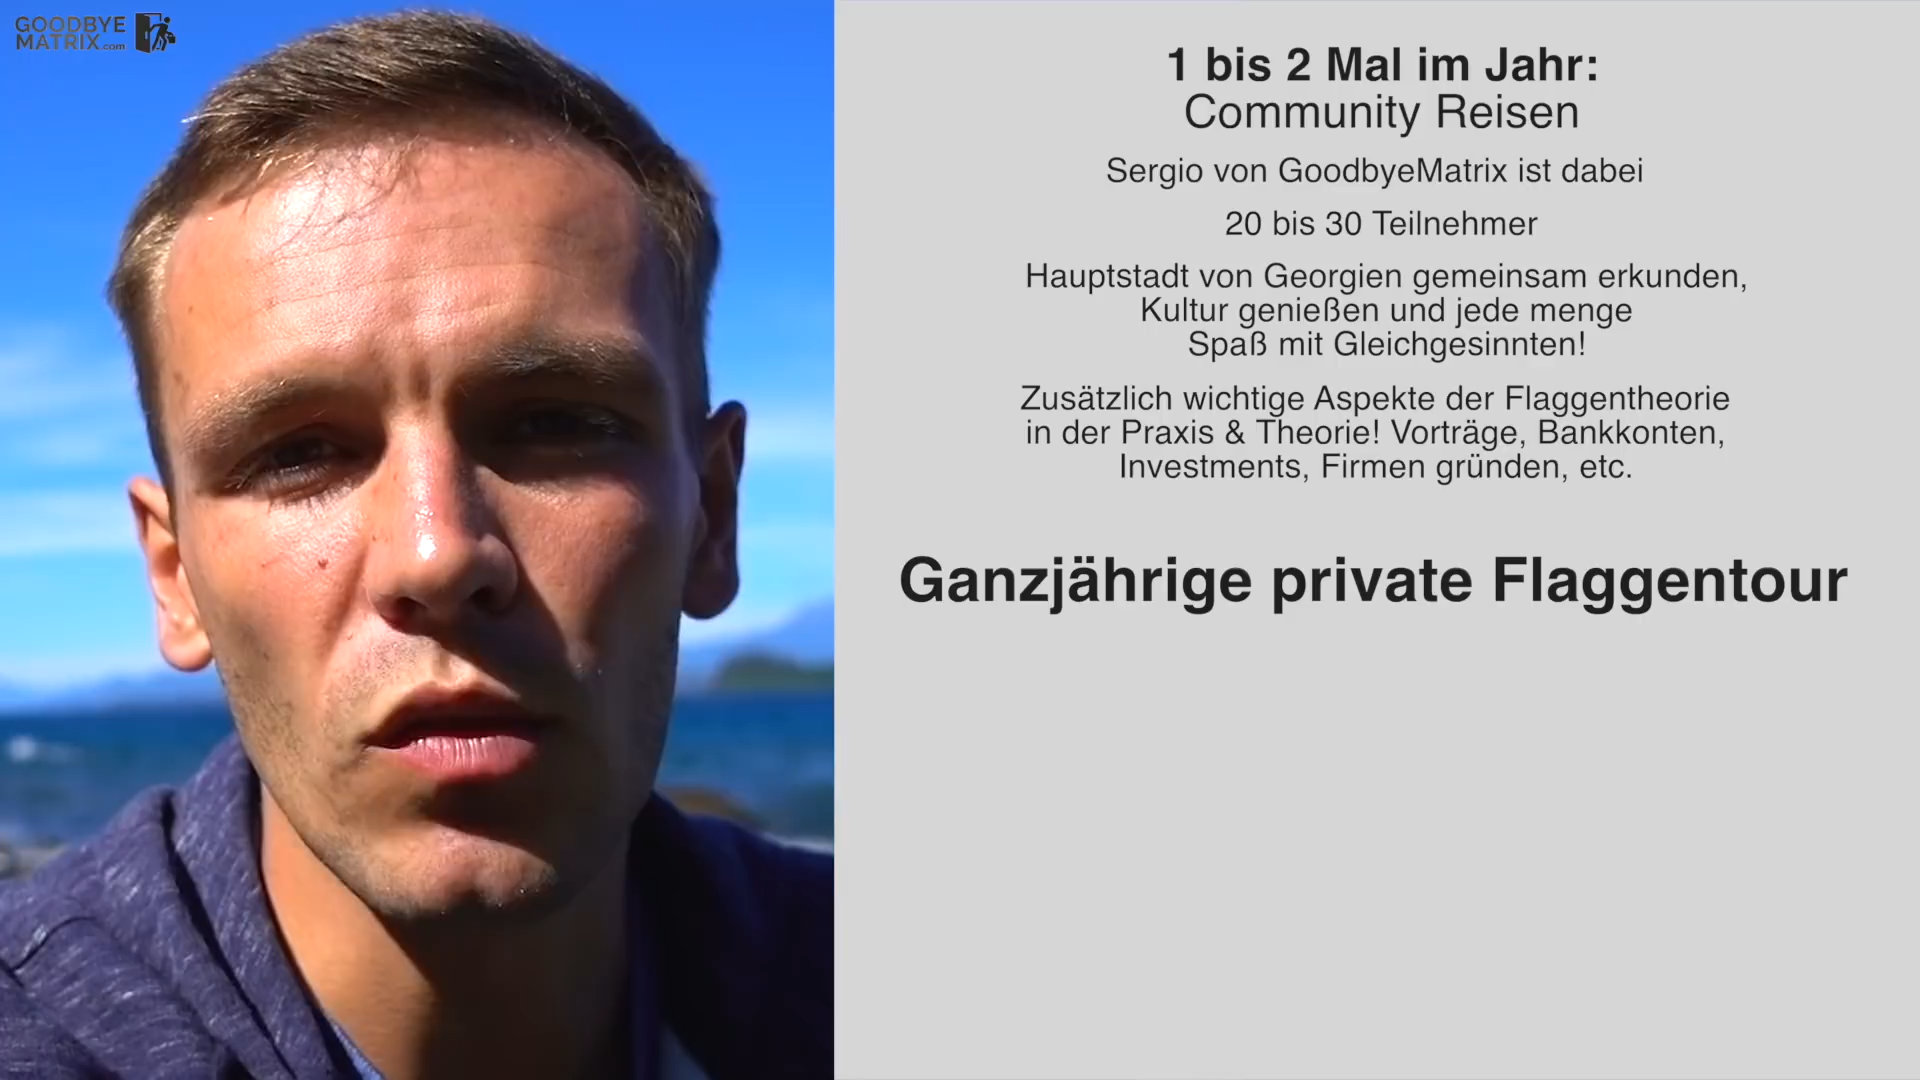 GOODBYE
MATRIX.com
1 bis 2 Mal im Jahr:
Community Reisen
Sergio von GoodbyeMatrix ist dabei
20 bis 30 Teilnehmer
Hauptstadt von Georgien gemeinsam erkunden,
Kultur genießen und jede menge
Spaß mit Gleichgesinnten!
Zusätzlich wichtige Aspekte der Flaggentheorie
in der Praxis & Theorie! Vorträge, Bankkonten,
Investments, Firmen gründen, etc.
Ganzjährige private Flaggentour